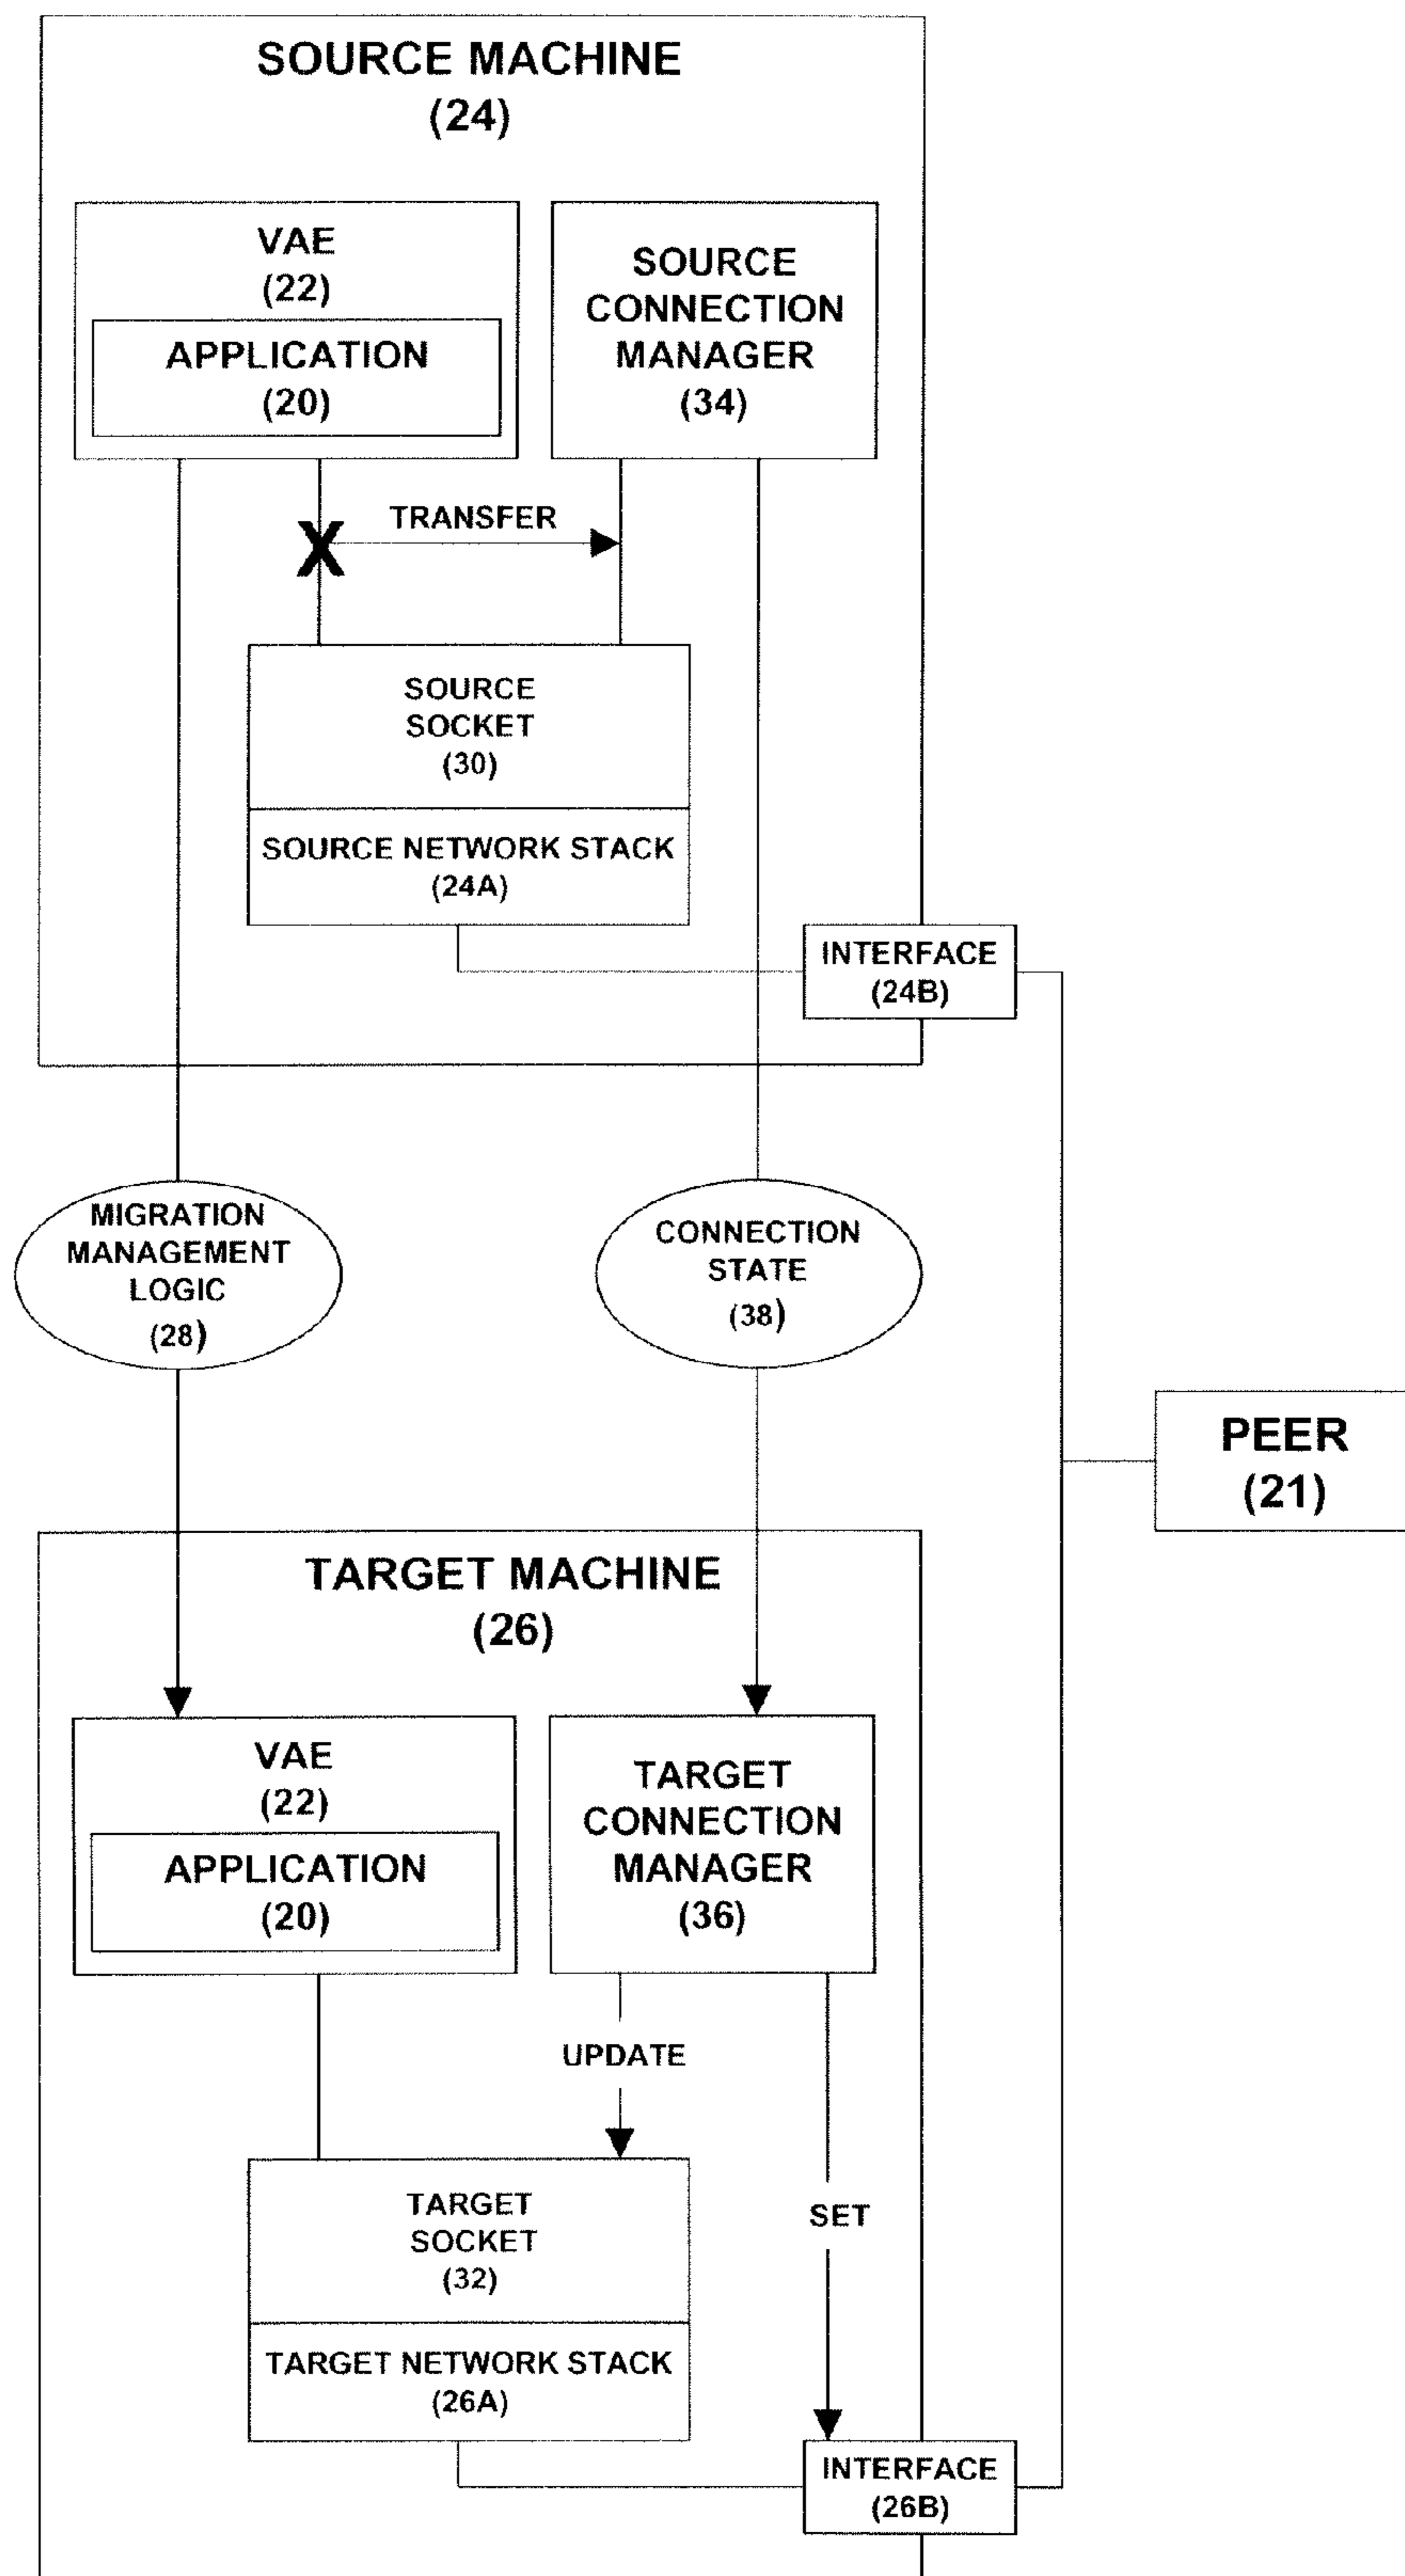 SOURCE MACHINE
(24)
VAE
(22)
APPLICATION
(20)
SOURCE
CONNECTION
MANAGER
(34)
TRANSFER
X
SOURCE
SOCKET
(30)
SOURCE NETWORK STACK
(24A)
INTERFACE
(24B)
MIGRATION
MANAGEMENT
LOGIC
(28)
CONNECTION
STATE
(38)
PEER
(21)
TARGET MACHINE
(26)
VAE
(22)
APPLICATION
(20)
TARGET
CONNECTION
MANAGER
(36)
UPDATE
SET
TARGET
SOCKET
(32)
TARGET NETWORK STACK
(26A)
INTERFACE
(26B)